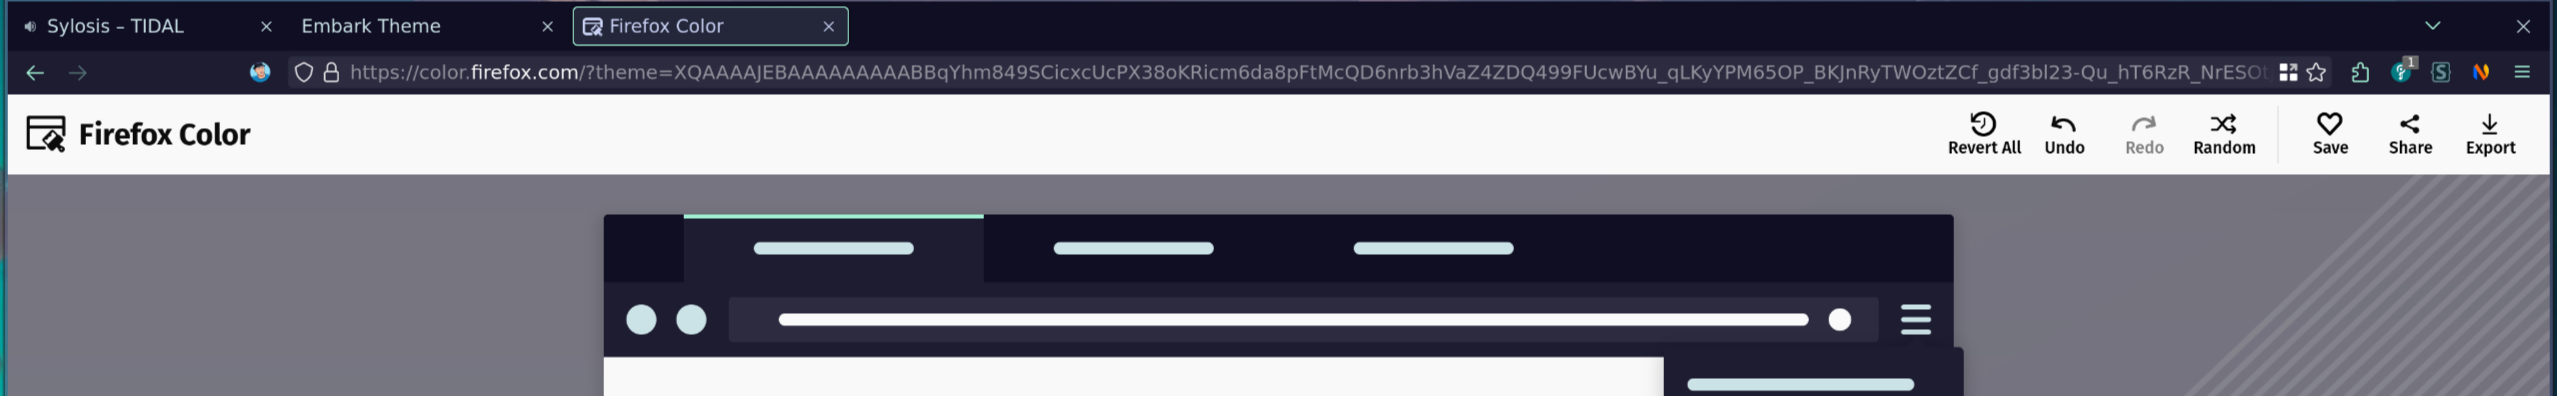 Sylosis – TIDAL
Embark Theme
Firefox Color
https://color.firefox.com/?theme=XQAAAAJEBAAAAAAAAABBqYhm849SCicxcUcPX38oKRicm6da8pFtMcQD6nrb3hVaZ4ZDQ499FUcwBYu_qLKyYPM65OP_BKJnRyTWOztZCf_gdf3bl23-Qu_hT6RzR_NrESOt
1
Firefox Color
Revert All
Undo
Redo
Random
Save
Share
Export